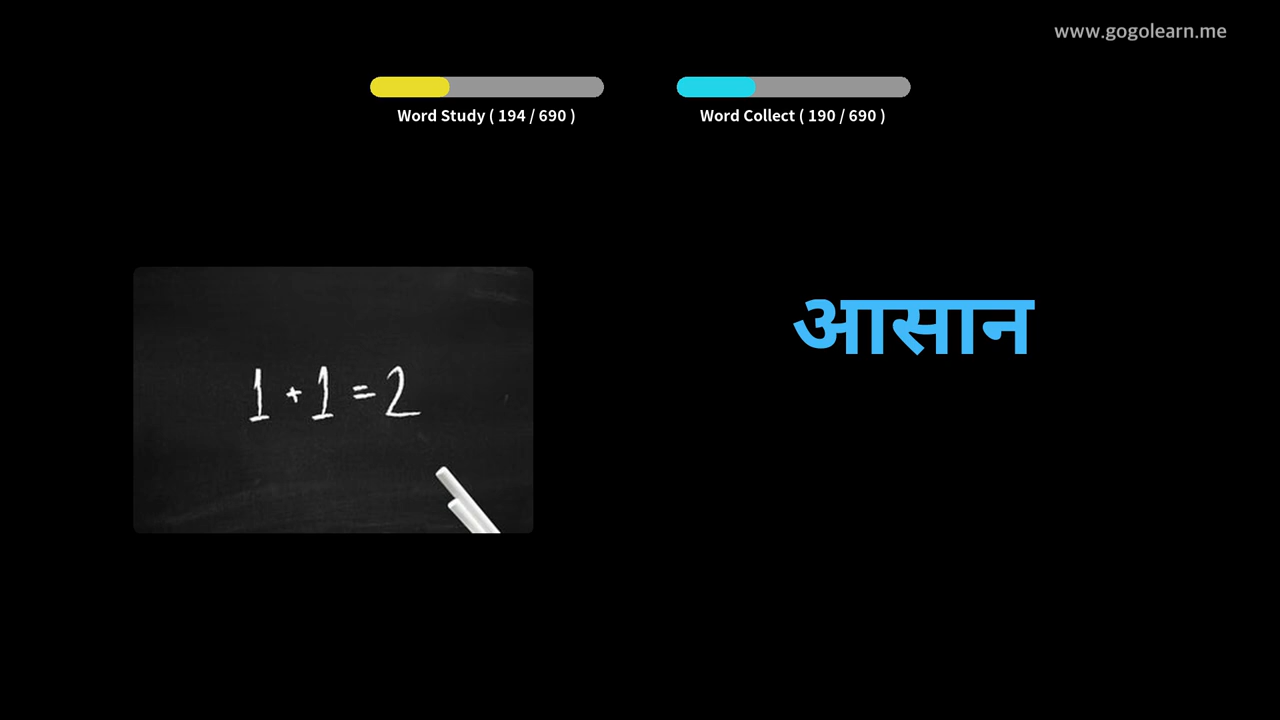 www.gogolearn.me
Word Study ( 194 / 690 )
Word Collect ( 190 / 690 )
1 + 1 = 2
आसान